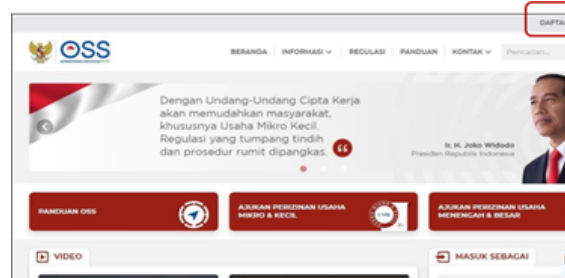 DAFTA
OSS
BERANDA INFORMASI REGULASI PANDUAN KONTAK Pencarian...
Dengan Undang-Undang Cipta Kerja
akan memudahkan masyarakat,
khususnya Usaha Mikro Kecil.
Regulasi yang tumpang tindih
dan prosedur rumit dipangkas.
Ir. H. Joko Widodo
Presiden Republik Indonesia
PANDUAN OSS
AJUKAN PERIZINAN USAHA
MIKRO & KECIL
AJUKAN PERIZINAN USAHA
MENENGAH & BESAR
VIDEO
MASUK SEBAGAI